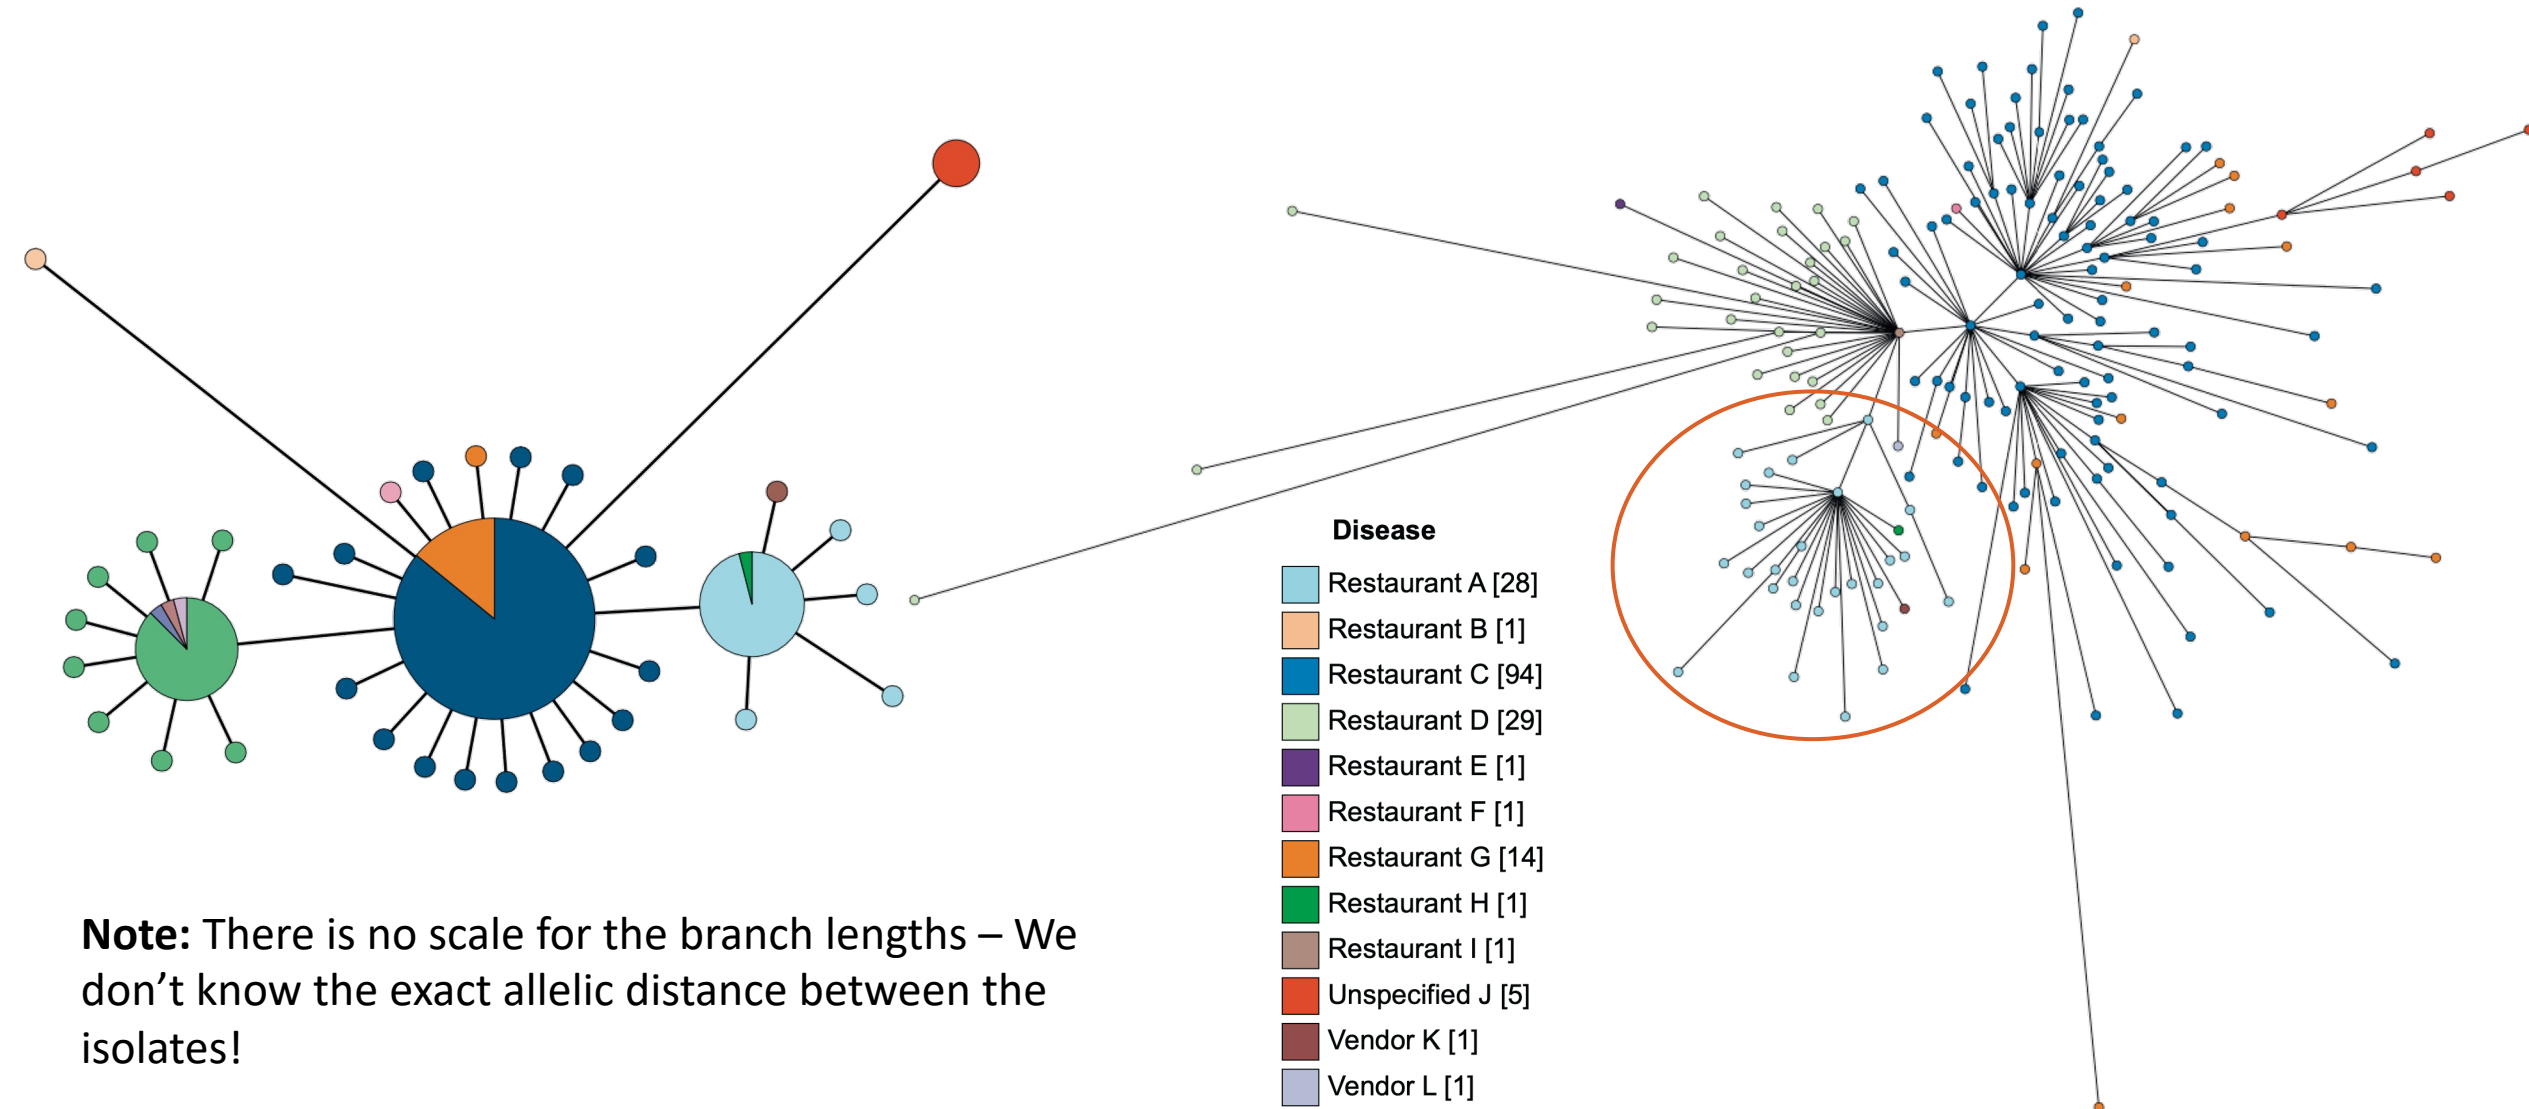 Disease
Restaurant A [28]
Restaurant B [1]
Restaurant C [94]
Restaurant D [29]
Restaurant E [1]
Restaurant F [1]
Restaurant G [14]
Restaurant H [1]
Restaurant I [1]
Unspecified J [5]
Vendor K [1]
Vendor L [1]
Note: There is no scale for the branch lengths – We
don’t know the exact allelic distance between the
isolates!